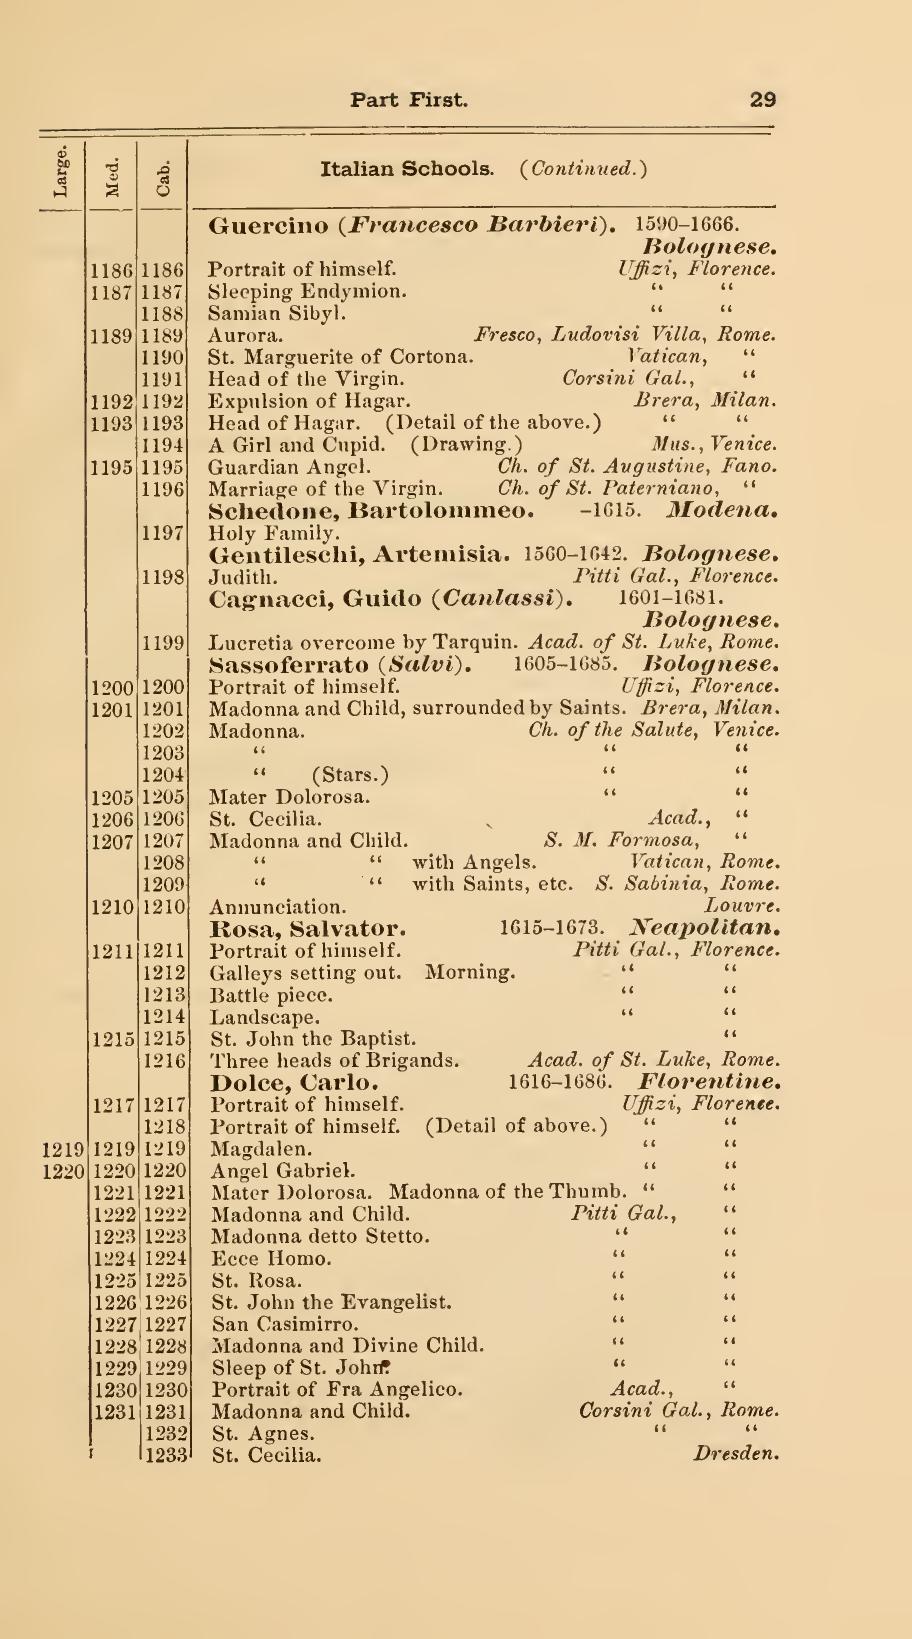 Part First. 29
Large. Med. Cab. Italian Schools. (Continued.)
Guercino (Francesco Barbieri). 1590–1666.
Bolognese.
1186 1186 Portrait of himself. Uffizi, Florence.
1187 1187 Sleeping Endymion. “ “
1188 Samian Sibyl. “ “
1189 1189 Aurora. Fresco, Ludovisi Villa, Rome.
1190 St. Marguerite of Cortona. Vatican, “
1191 Head of the Virgin. Corsini Gal., “
1192 1192 Expulsion of Hagar. Brera, Milan.
1193 1193 Head of Hagar. (Detail of the above.) “ “
1194 A Girl and Cupid. (Drawing.) Mus., Venice.
1195 1195 Guardian Angel. Ch. of St. Augustine, Fano.
1196 Marriage of the Virgin. Ch. of St. Paterniano, “
Schedone, Bartolommeo. –1615. Modena.
1197 Holy Family.
Gentileschi, Artemisia. 1560–1642. Bolognese.
1198 Judith. Pitti Gal., Florence.
Cagnacci, Guido (Canlassi). 1601–1681.
Bolognese.
1199 Lucretia overcome by Tarquin. Acad. of St. Luke, Rome.
Sassoferrato (Salvi). 1605–1685. Bolognese.
1200 1200 Portrait of himself. Uffizi, Florence.
1201 1201 Madonna and Child, surrounded by Saints. Brera, Milan.
1202 Madonna. Ch. of the Salute, Venice.
1203 “ “ “
1204 “ (Stars.) “ “
1205 1205 Mater Dolorosa. “ “
1206 1206 St. Cecilia. Acad., “
1207 1207 Madonna and Child. S. M. Formosa, “
1208 “ “ with Angels. Vatican, Rome.
1209 “ “ with Saints, etc. S. Sabinia, Rome.
1210 1210 Annunciation. Louvre.
Rosa, Salvator. 1615–1673. Neapolitan.
1211 1211 Portrait of himself. Pitti Gal., Florence.
1212 Galleys setting out. Morning. “ “
1213 Battle piece. “ “
1214 Landscape. “ “
1215 1215 St. John the Baptist. “
1216 Three heads of Brigands. Acad. of St. Luke, Rome.
Dolce, Carlo. 1616–1686. Florentine.
1217 1217 Portrait of himself. Uffizi, Florence.
1218 Portrait of himself. (Detail of above.) “ “
1219 1219 1219 Magdalen. “ “
1220 1220 1220 Angel Gabriel. “ “
1221 1221 Mater Dolorosa. Madonna of the Thumb. “ “
1222 1222 Madonna and Child. Pitti Gal., “
1223 1223 Madonna detto Stetto. “ “
1224 1224 Ecce Homo. “ “
1225 1225 St. Rosa. “ “
1226 1226 St. John the Evangelist. “ “
1227 1227 San Casimirro. “ “
1228 1228 Madonna and Divine Child. “ “
1229 1229 Sleep of St. John. “ “
1230 1230 Portrait of Fra Angelico. Acad., “
1231 1231 Madonna and Child. Corsini Gal., Rome.
1232 St. Agnes. “ “
1233 St. Cecilia. Dresden.